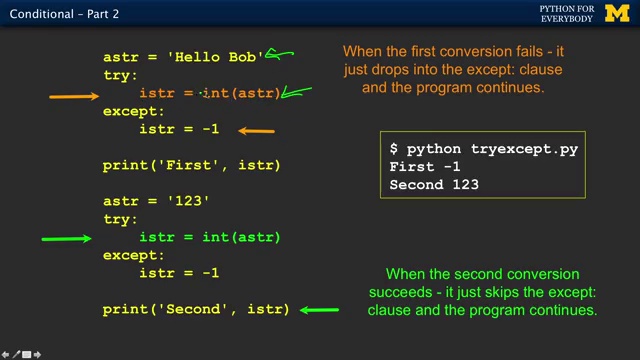 Conditional – Part 2
PYTHON FOR
EVERYBODY
M
astr = 'Hello Bob'
try:
istr = int(astr)
except:
istr = -1
print('First', istr)
astr = '123'
try:
istr = int(astr)
except:
istr = -1
print('Second', istr)
When the first conversion fails - it
just drops into the except: clause
and the program continues.
$ python tryexcept.py
First -1
Second 123
When the second conversion
succeeds - it just skips the except:
clause and the program continues.